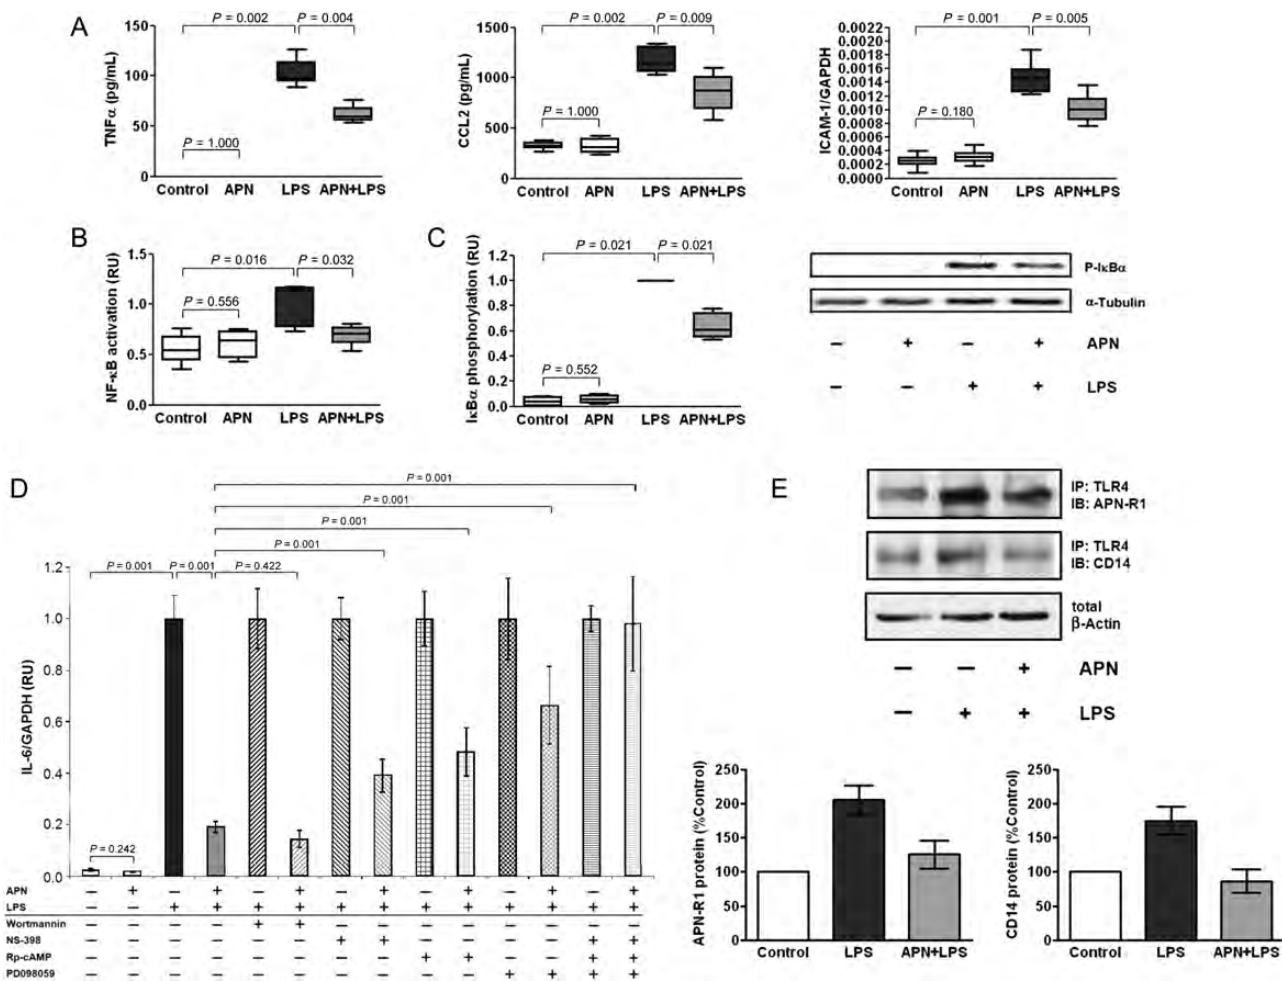 A
P = 0.002
P = 0.004
TNFα (pg/mL)
150
100
50
0
P = 1.000
Control
APN
LPS
APN+LPS
P = 0.002
P = 0.009
CCL2 (pg/mL)
1500
1000
500
0
P = 1.000
Control
APN
LPS
APN+LPS
P = 0.001
P = 0.005
ICAM-1/GAPDH
0.0022
0.0020
0.0018
0.0016
0.0014
0.0012
0.0010
0.0008
0.0006
0.0004
0.0002
0.0000
P = 0.180
Control
APN
LPS
APN+LPS
B
NF-κB activation (RU)
1.5
1.0
0.5
0.0
P = 0.016
P = 0.032
P = 0.556
Control
APN
LPS
APN+LPS
C
IκBα phosphorylation (RU)
P = 0.021
P = 0.021
1.2
1.0
0.8
0.6
0.4
0.2
0.0
P = 0.552
Control
APN
LPS
APN+LPS
P-IκBα
α-Tubulin
– + – + APN
– – + + LPS
D
P = 0.001
P = 0.001
P = 0.001
P = 0.001
P = 0.001
P = 0.001
P = 0.422
IL-6/GAPDH (RU)
1.2
1.0
0.8
0.6
0.4
0.2
0.0
P = 0.242
APN – + – + – + – + – + – + – +
LPS – – + + + + + + + + + + + +
Wortmannin – – – – + + – – – – – – – –
NS-398 – – – – – – + + – – – – + +
Rp-cAMP – – – – – – – – + + – – + +
PD098059 – – – – – – – – – – + + + +
E
IP: TLR4
IB: APN-R1
IP: TLR4
IB: CD14
total
β-Actin
– – + APN
– + + LPS
APN-R1 protein (%Control)
250
200
150
100
50
0
Control
LPS
APN+LPS
CD14 protein (%Control)
250
200
150
100
50
0
Control
LPS
APN+LPS